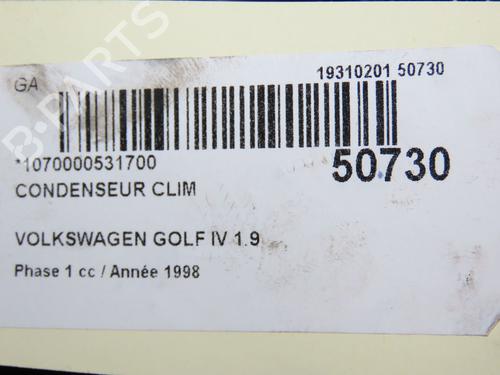 GA
19310201 50730
*1070000531700
50730
CONDENSEUR CLIM
VOLKSWAGEN GOLF IV 1.9
Phase 1 cc / Année 1998
B-PARTS